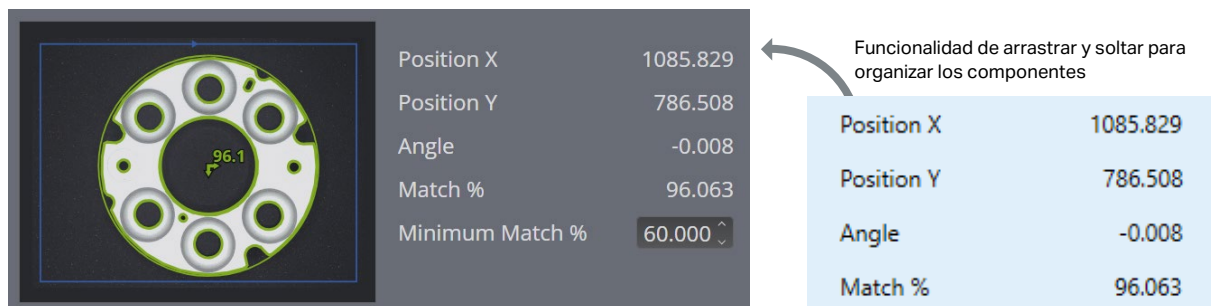 96.1
Position X 1085.829
Position Y 786.508
Angle -0.008
Match % 96.063
Minimum Match % 60.000
Funcionalidad de arrastrar y soltar para
organizar los componentes
Position X 1085.829
Position Y 786.508
Angle -0.008
Match % 96.063